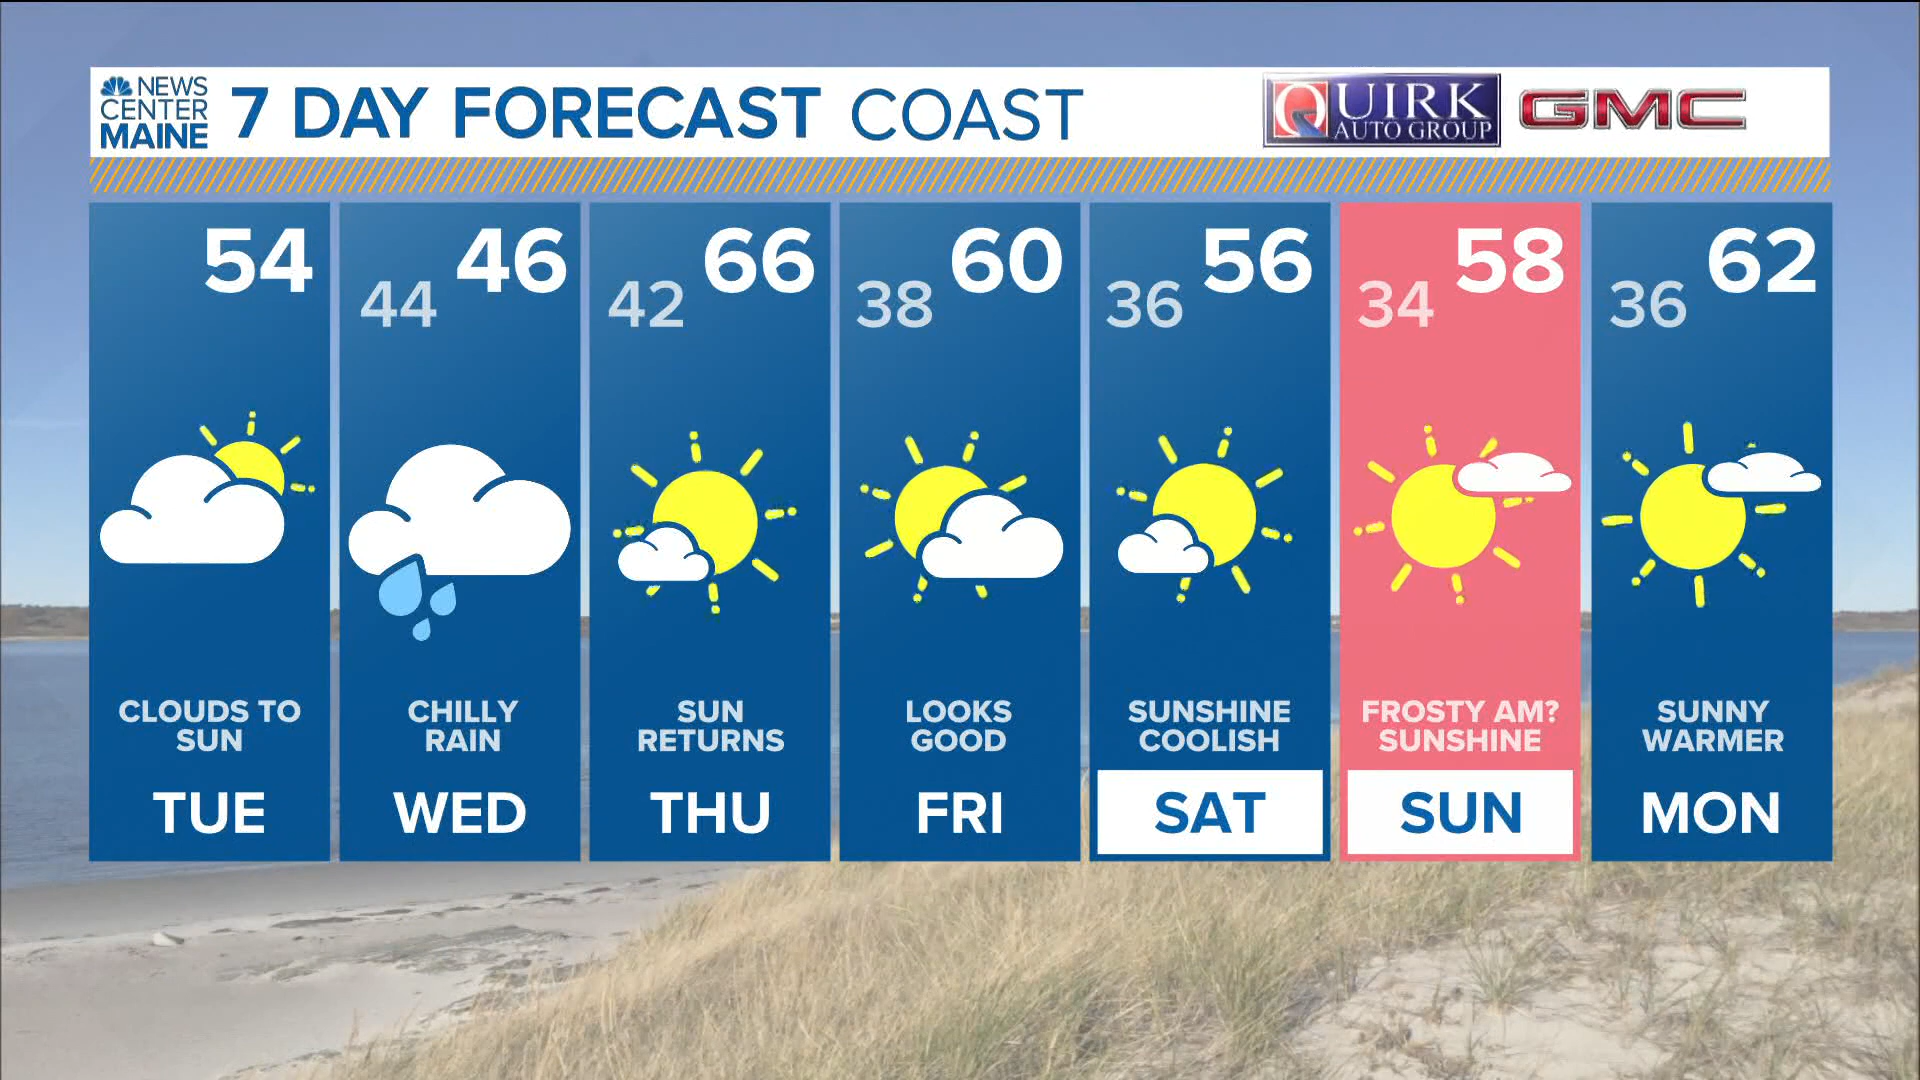 NEWS
CENTER
MAINE
7 DAY FORECAST COAST
QUIRK
AUTO GROUP
GMC
54
44 46
42 66
38 60
36 56
34 58
36 62
CLOUDS TO
SUN
CHILLY
RAIN
SUN
RETURNS
LOOKS
GOOD
SUNSHINE
COOLISH
FROSTY AM?
SUNSHINE
SUNNY
WARMER
TUE
WED
THU
FRI
SAT
SUN
MON